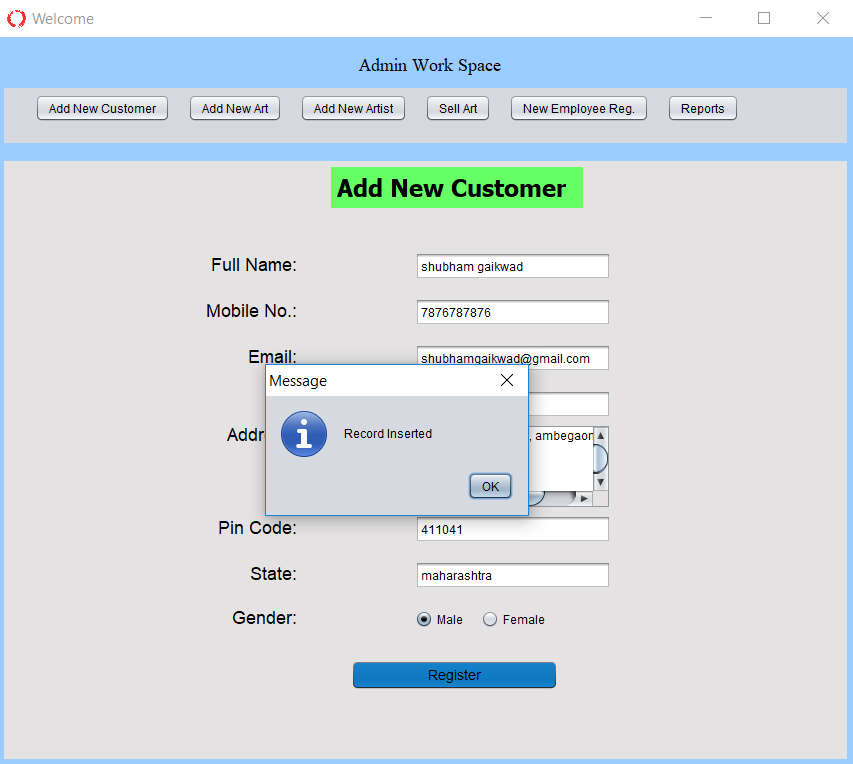 Welcome
Admin Work Space
Add New Customer Add New Art Add New Artist Sell Art New Employee Reg. Reports
Add New Customer
Full Name: shubham gaikwad
Mobile No.: 7876787876
Email: shubhamgaikwad@gmail.com
Message
Addr , ambegaon
Record Inserted
OK
Pin Code: 411041
State: maharashtra
Gender: Male Female
Register